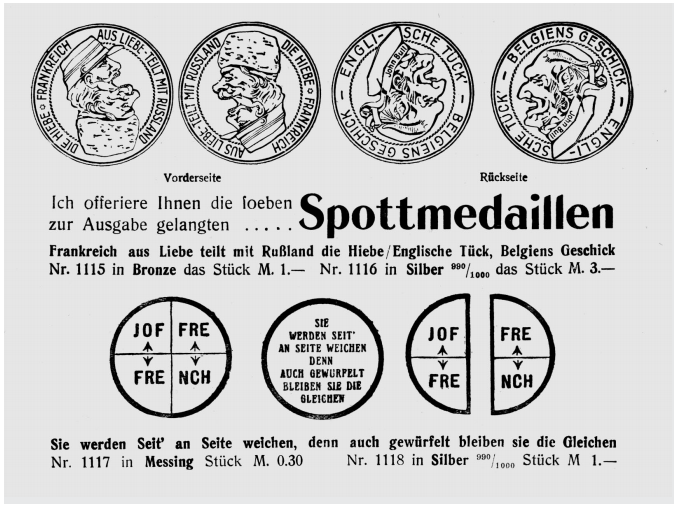 DIE HIEBE ◦ FRANKREICH AUS LIEBE ◦ TEILT MIT RUSSLAND
AUS LIEBE ◦ TEILT MIT RUSSLAND DIE HIEBE ◦ FRANKREICH
– ENGLI– SCHE TÜCK' – BELGIENS GESCHICK
John Bull
SCHE TÜCK' – BELGIENS GESCHICK – ENGLI–
John Bull
Vorderseite
Rückseite
Ich offeriere Ihnen die soeben
zur Ausgabe gelangten . . . . .
Spottmedaillen
Frankreich aus Liebe teilt mit Rußland die Hiebe/Englische Tück, Belgiens Geschick
Nr. 1115 in Bronze das Stück M. 1.— Nr. 1116 in Silber 990/1000 das Stück M. 3.—
JOF FRE
FRE NCH
SIE
WERDEN SEIT'
AN SEITE WEICHEN
DENN
AUCH GEWÜRFELT
BLEIBEN SIE DIE
GLEICHEN
JOF FRE
FRE NCH
Sie werden Seit' an Seite weichen, denn auch gewürfelt bleiben sie die Gleichen
Nr. 1117 in Messing Stück M. 0.30 Nr. 1118 in Silber 990/1000 Stück M 1.—